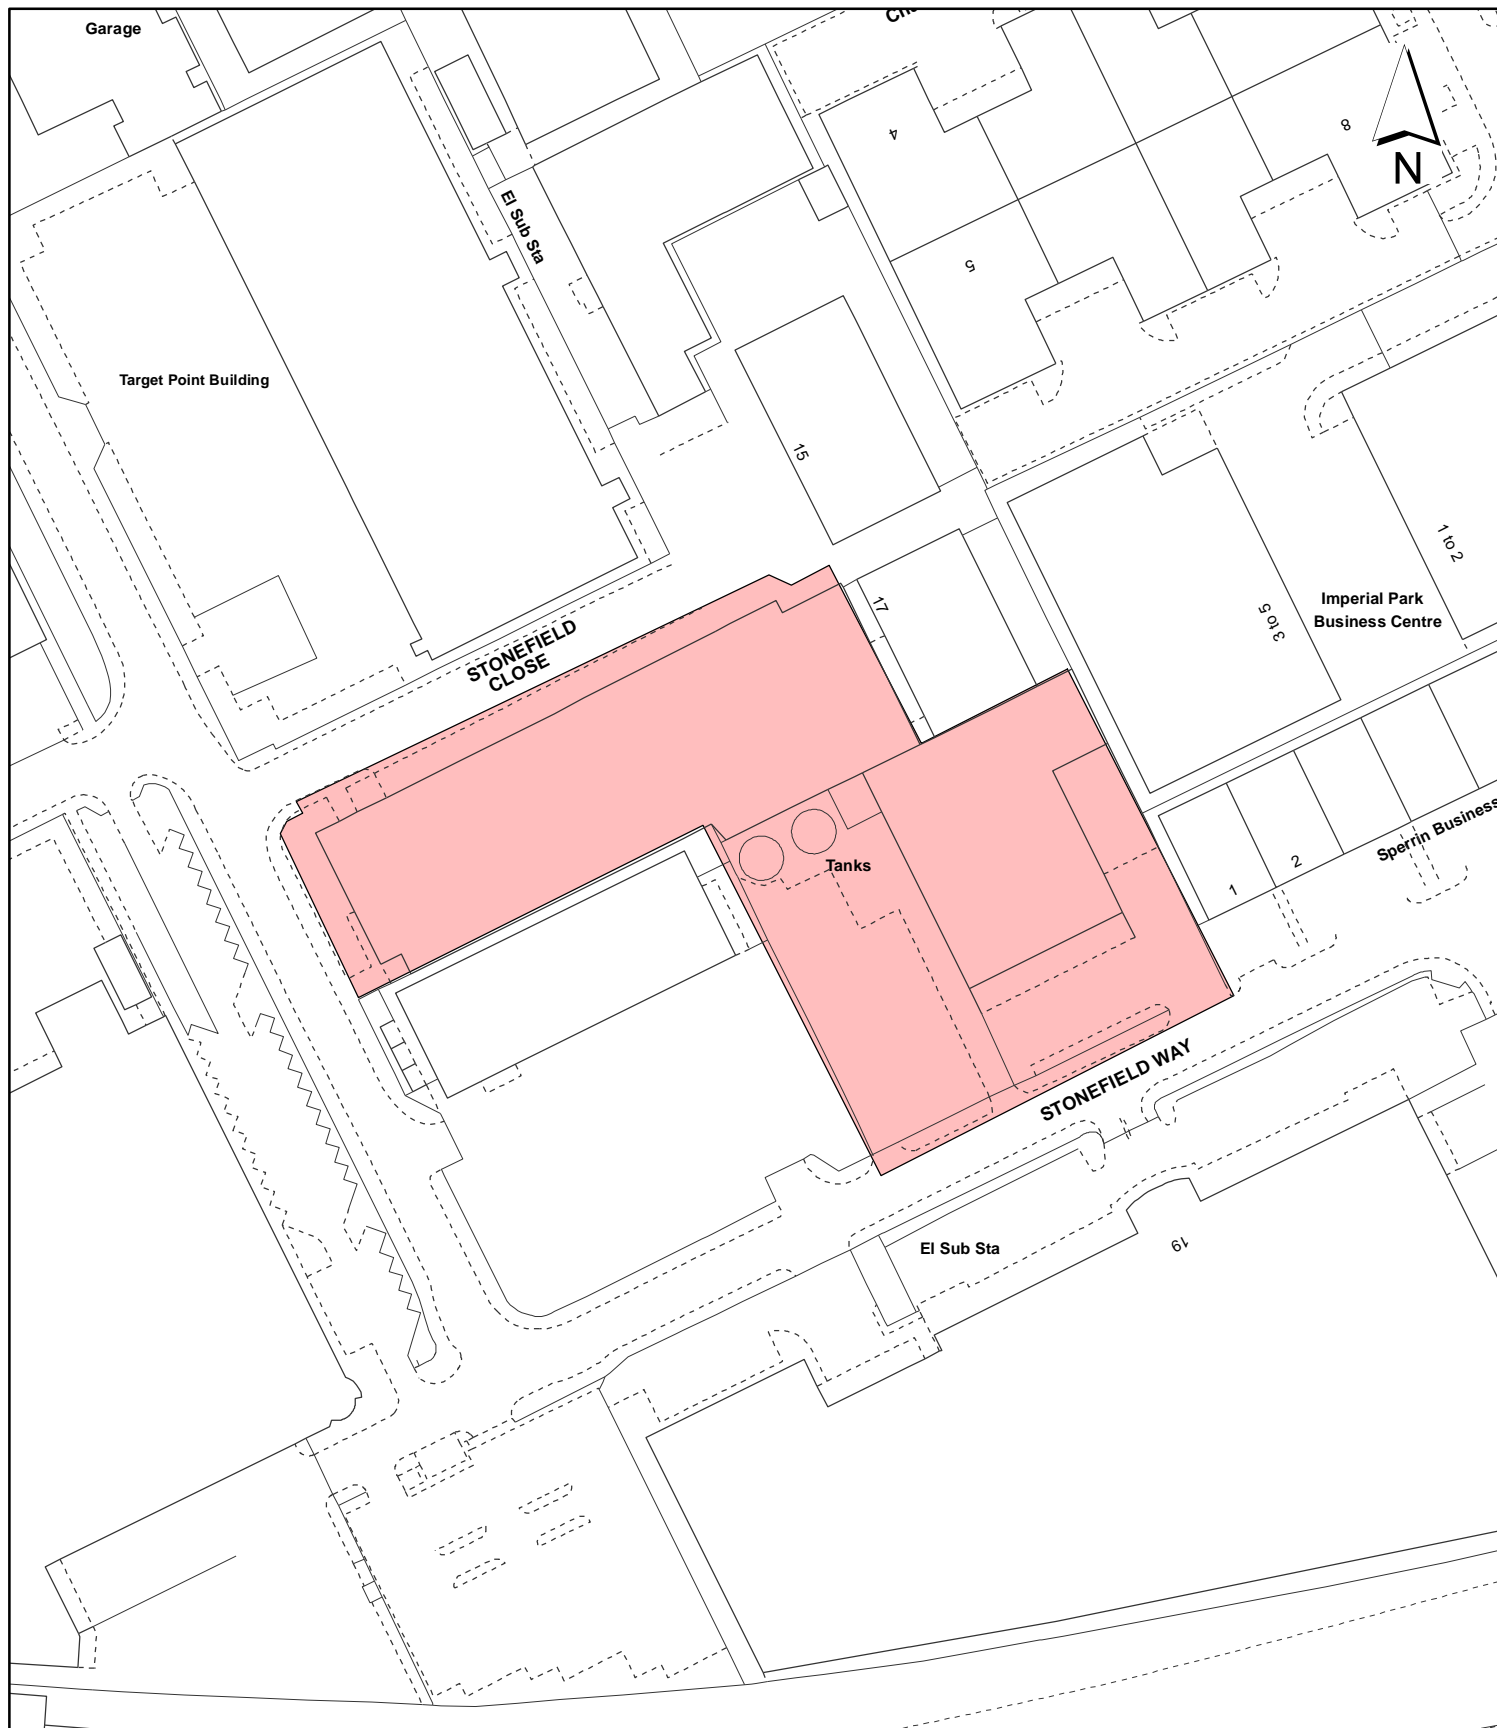 Garage
N
4
8
El Sub Sta
5
Target Point Building
15
1 to 2
17
3 to 5
Imperial Park
Business Centre
STONEFIELD
CLOSE
Sperrin Business
Tanks
1
2
STONEFIELD WAY
El Sub Sta
19